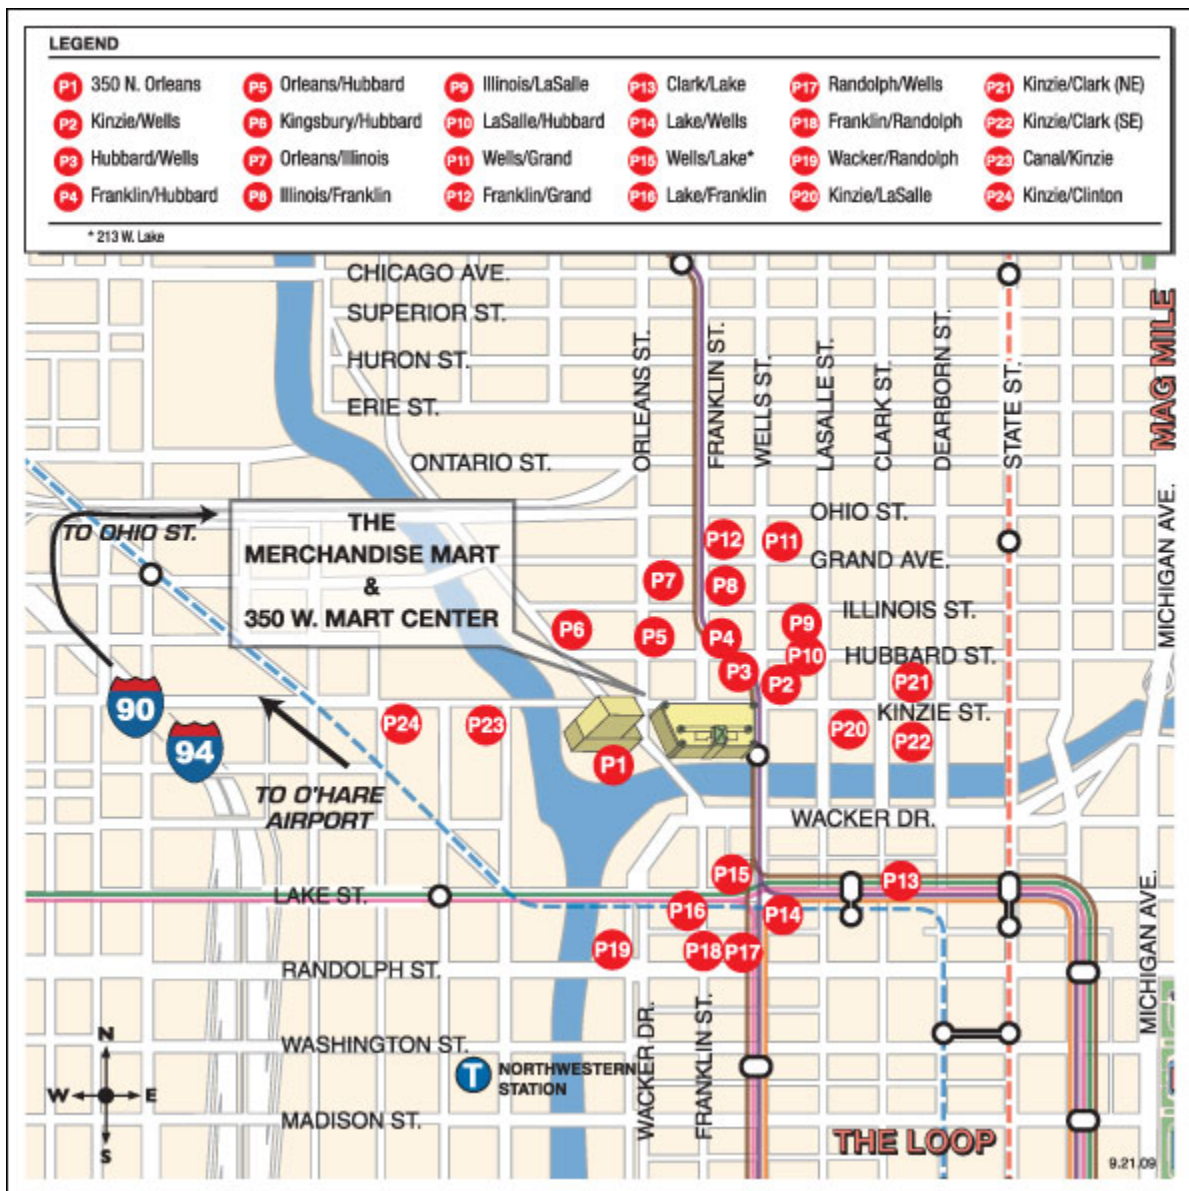 LEGEND
P1 350 N. Orleans
P2 Kinzie/Wells
P3 Hubbard/Wells
P4 Franklin/Hubbard
P5 Orleans/Hubbard
P6 Kingsbury/Hubbard
P7 Orleans/Illinois
P8 Illinois/Franklin
P9 Illinois/LaSalle
P10 LaSalle/Hubbard
P11 Wells/Grand
P12 Franklin/Grand
P13 Clark/Lake
P14 Lake/Wells
P15 Wells/Lake*
P16 Lake/Franklin
P17 Randolph/Wells
P18 Franklin/Randolph
P19 Wacker/Randolph
P20 Kinzie/LaSalle
P21 Kinzie/Clark (NE)
P22 Kinzie/Clark (SE)
P23 Canal/Kinzie
P24 Kinzie/Clinton
* 213 W. Lake
CHICAGO AVE.
SUPERIOR ST.
HURON ST.
ERIE ST.
ONTARIO ST.
ORLEANS ST.
FRANKLIN ST.
WELLS ST.
LASALLE ST.
CLARK ST.
DEARBORN ST.
STATE ST.
MAG MILE
MICHIGAN AVE.
TO OHIO ST.
THE
MERCHANDISE MART
&
350 W. MART CENTER
OHIO ST.
GRAND AVE.
ILLINOIS ST.
HUBBARD ST.
KINZIE ST.
P12
P11
P7
P8
P6
P5
P4
P9
P10
P3
P2
P21
P24
P23
P20
P22
P1
90
94
TO O'HARE
AIRPORT
WACKER DR.
P15
P13
LAKE ST.
P16
P14
P19
P18
P17
RANDOLPH ST.
MICHIGAN AVE.
WASHINGTON ST.
T
NORTHWESTERN
STATION
WACKER DR.
FRANKLIN ST.
MADISON ST.
THE LOOP
N
W
E
S
9.21.09